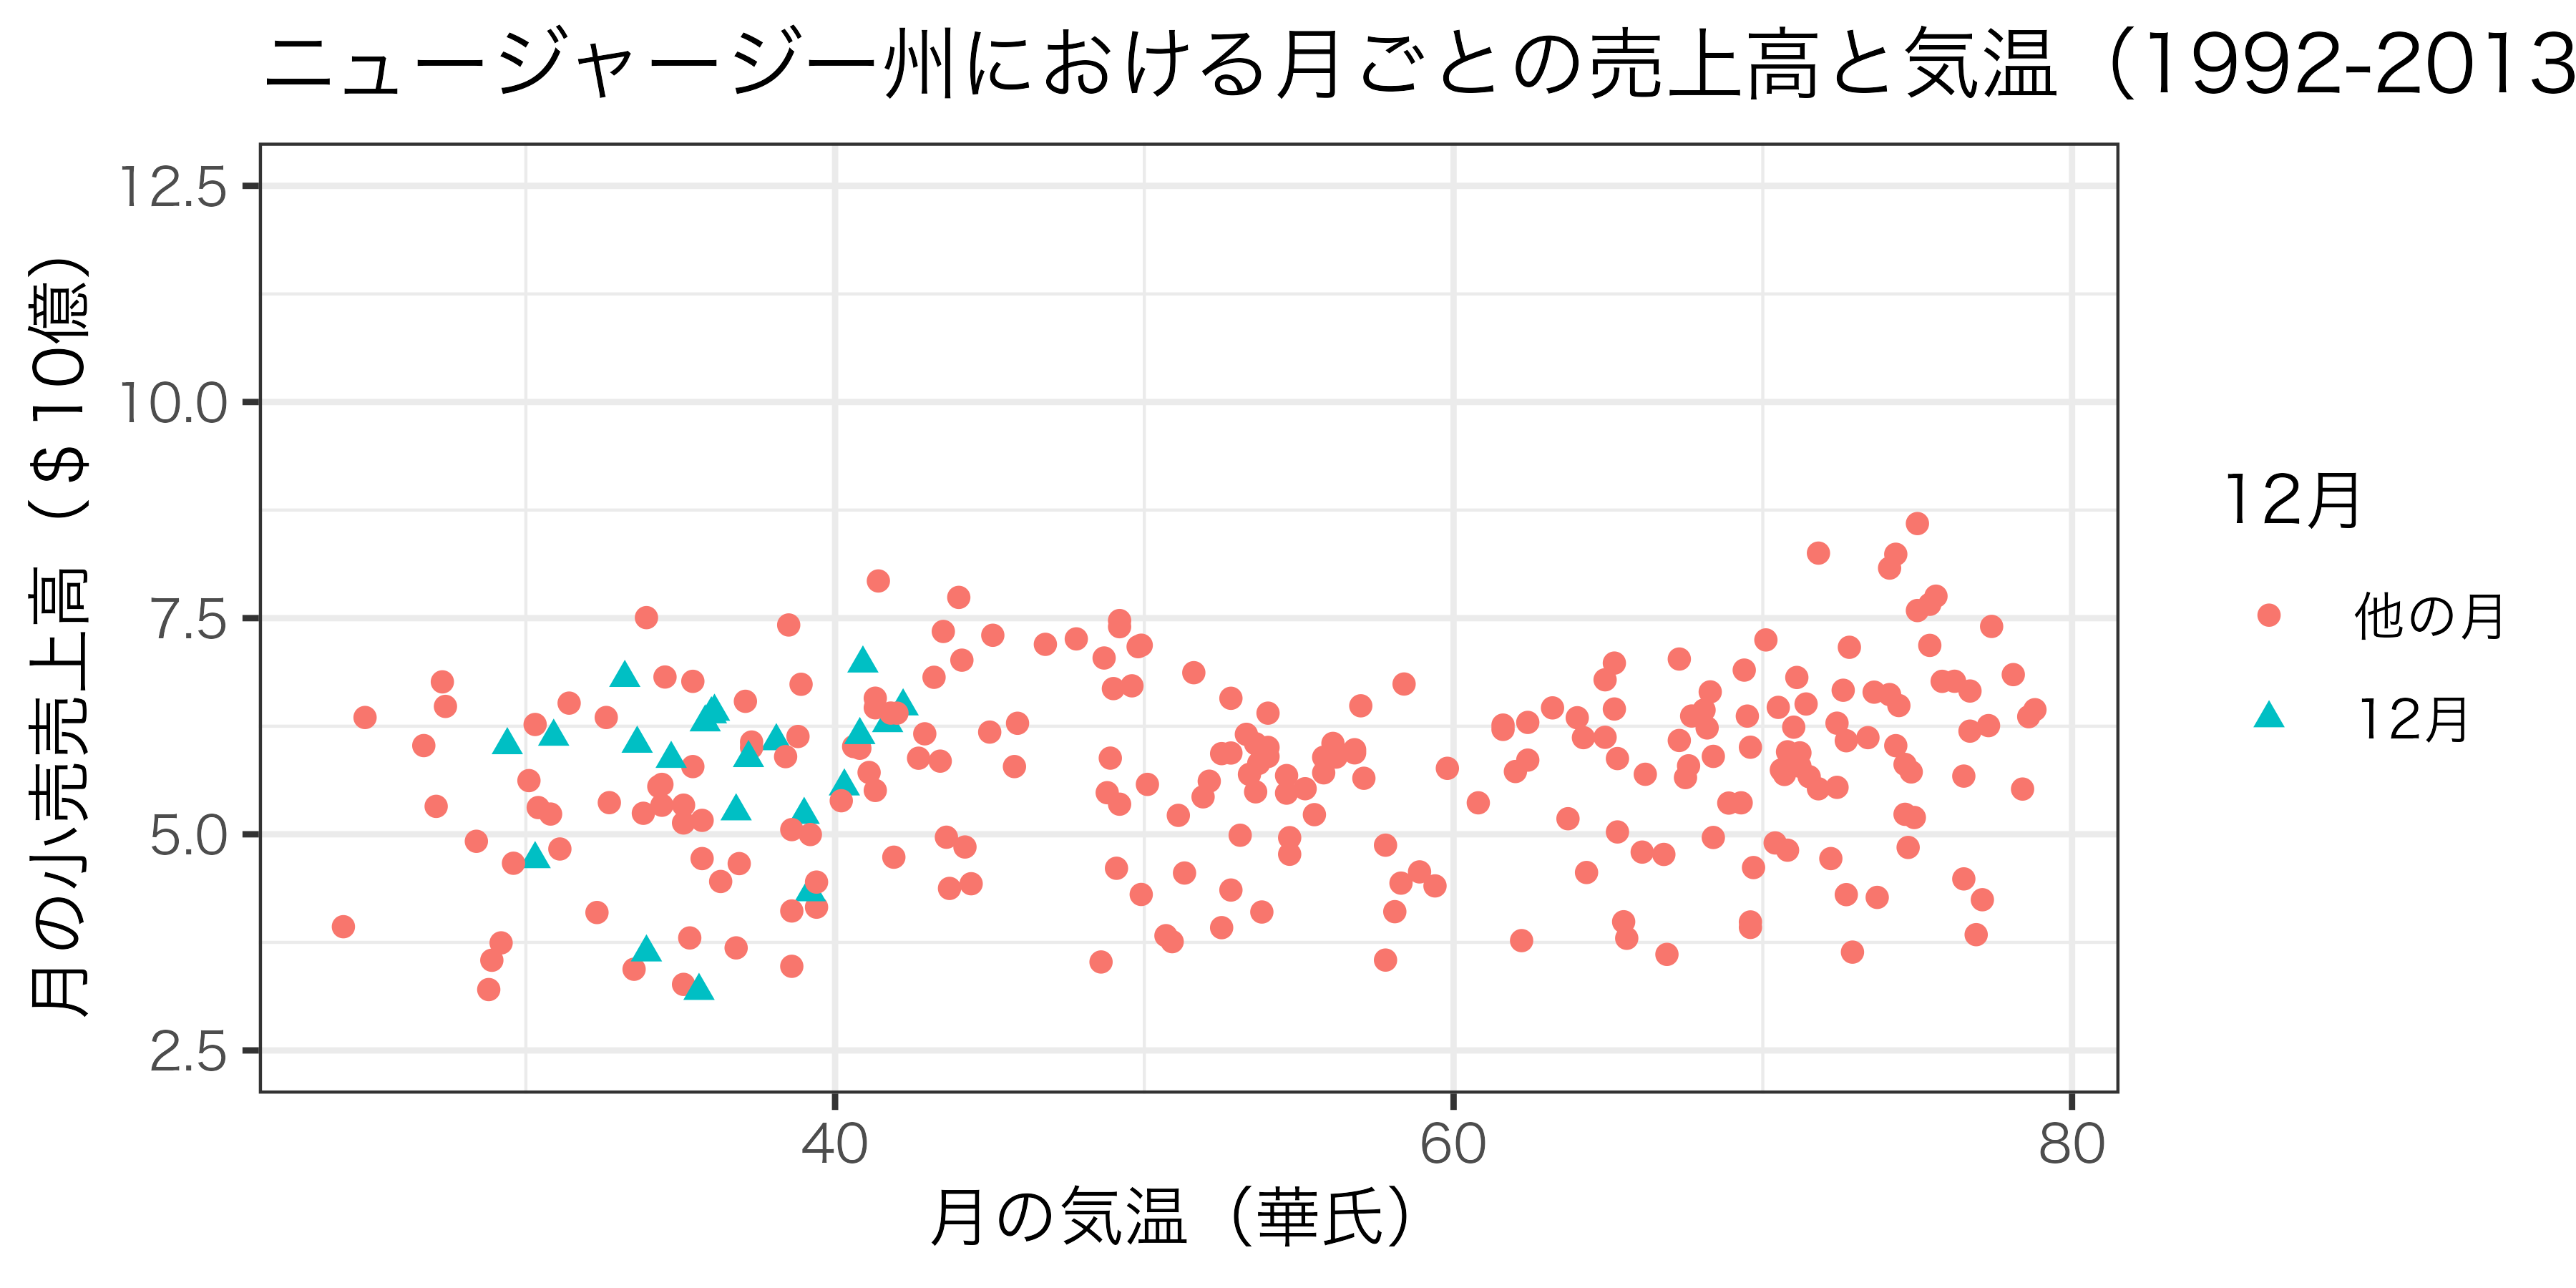 ニュージャージー州における月ごとの売上高と気温（1992-2013
月の小売売上高（＄10億）
12.5
10.0
7.5
5.0
2.5
40 60 80
月の気温（華氏）
12月
他の月
12月